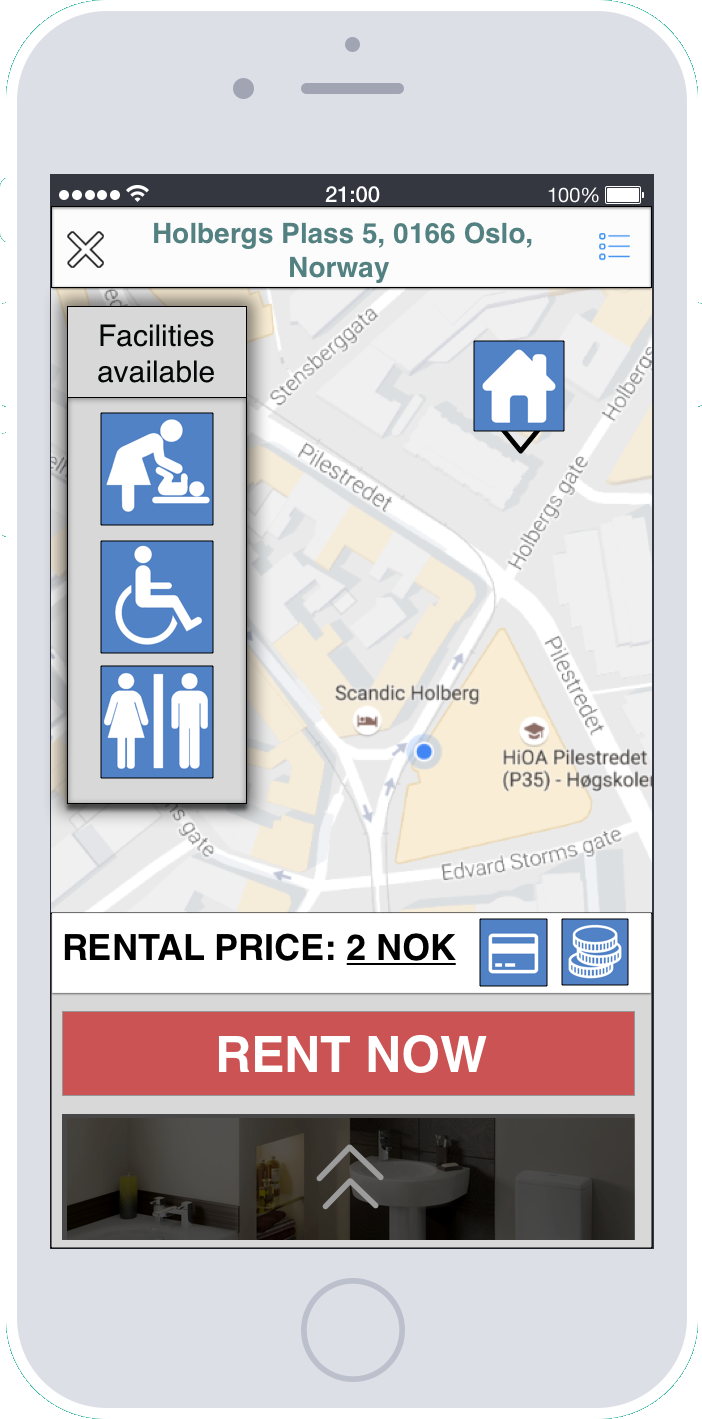 21:00
100%
Holbergs Plass 5, 0166 Oslo,
Norway
Facilities
available
Stensberggata
Holbergs
Pilestredet
Holbergs gate
Pilestredet
Scandic Holberg
HiOA Pilestredet
(P35) - Høgskolen
gate
Edvard Storms gate
RENTAL PRICE: 2 NOK
RENT NOW